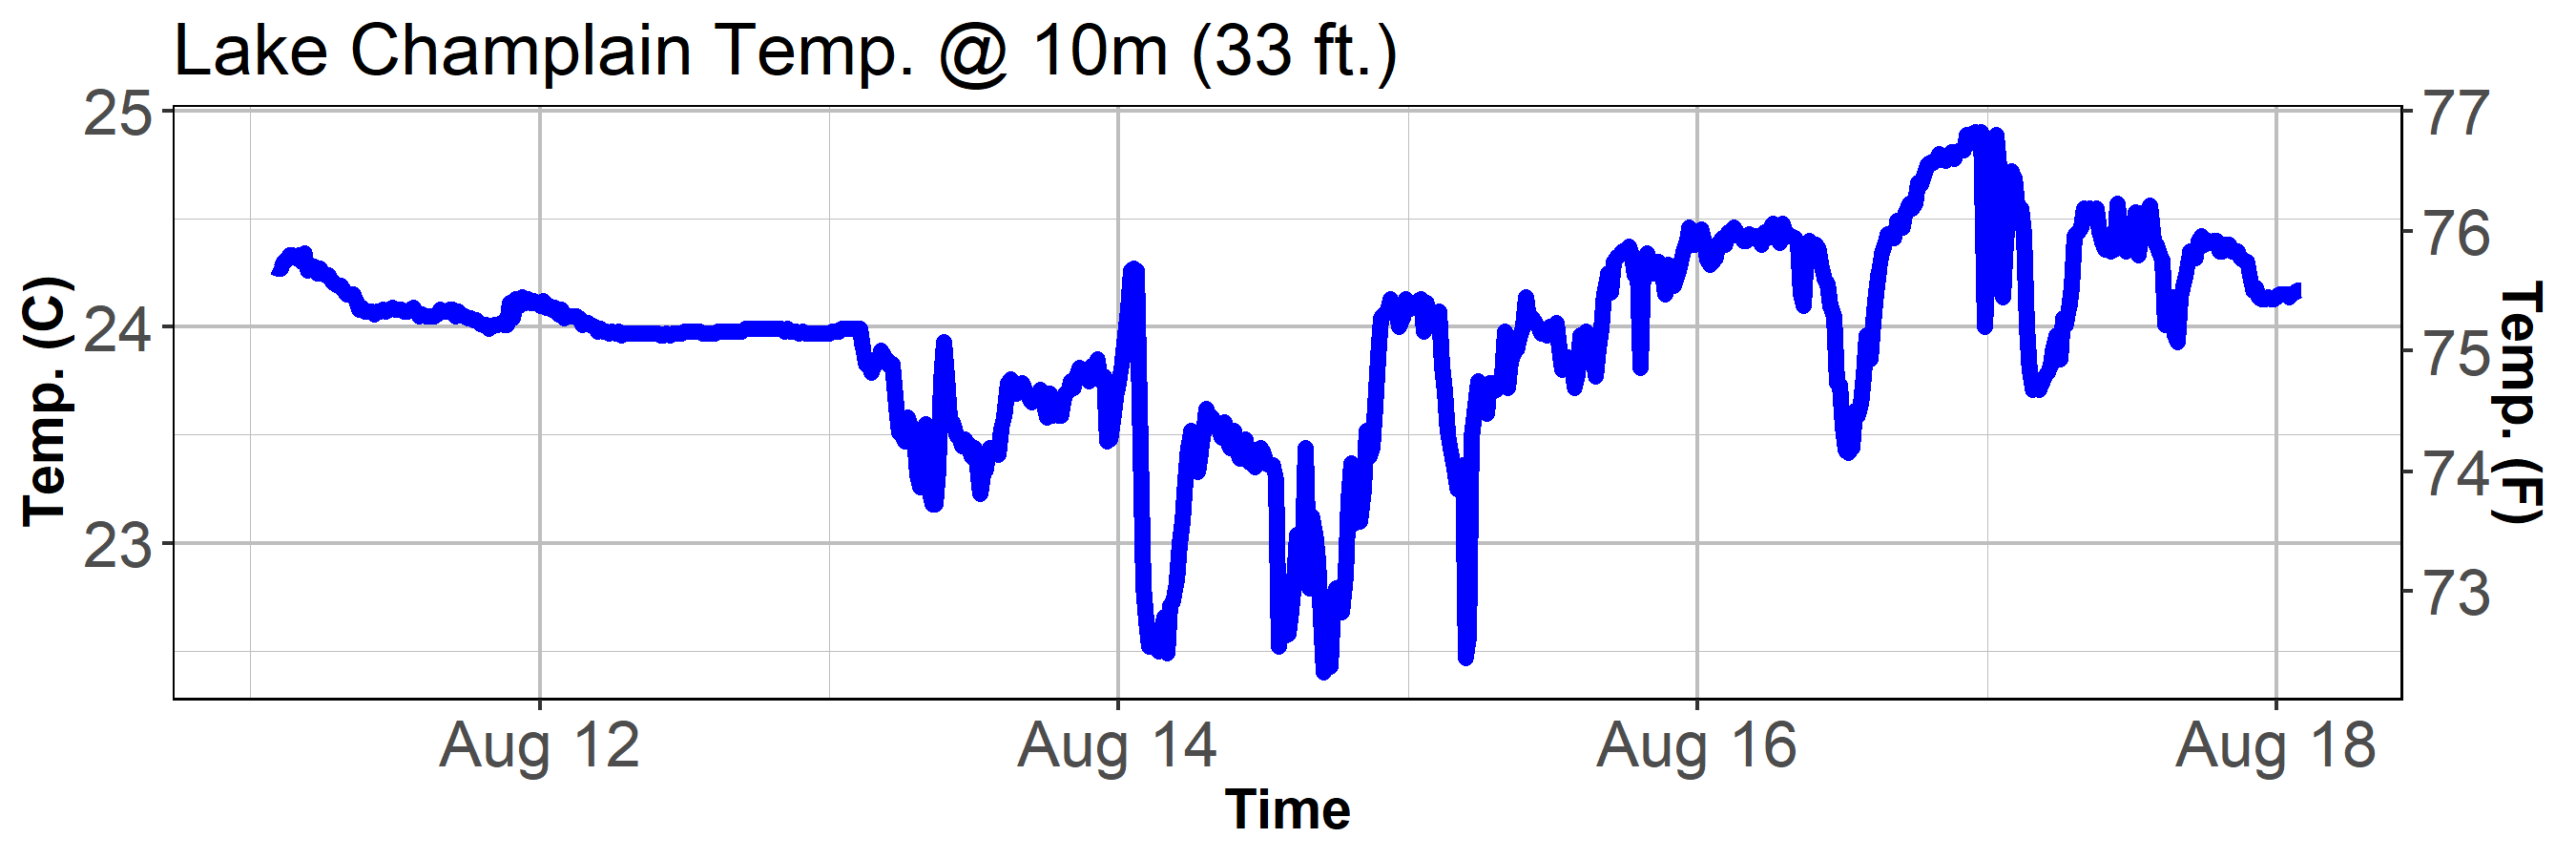 Lake Champlain Temp. @ 10m (33 ft.)
25
24
23
Temp. (C)
77
76
75
74
73
Temp. (F)
Aug 12 Aug 14 Aug 16 Aug 18
Time